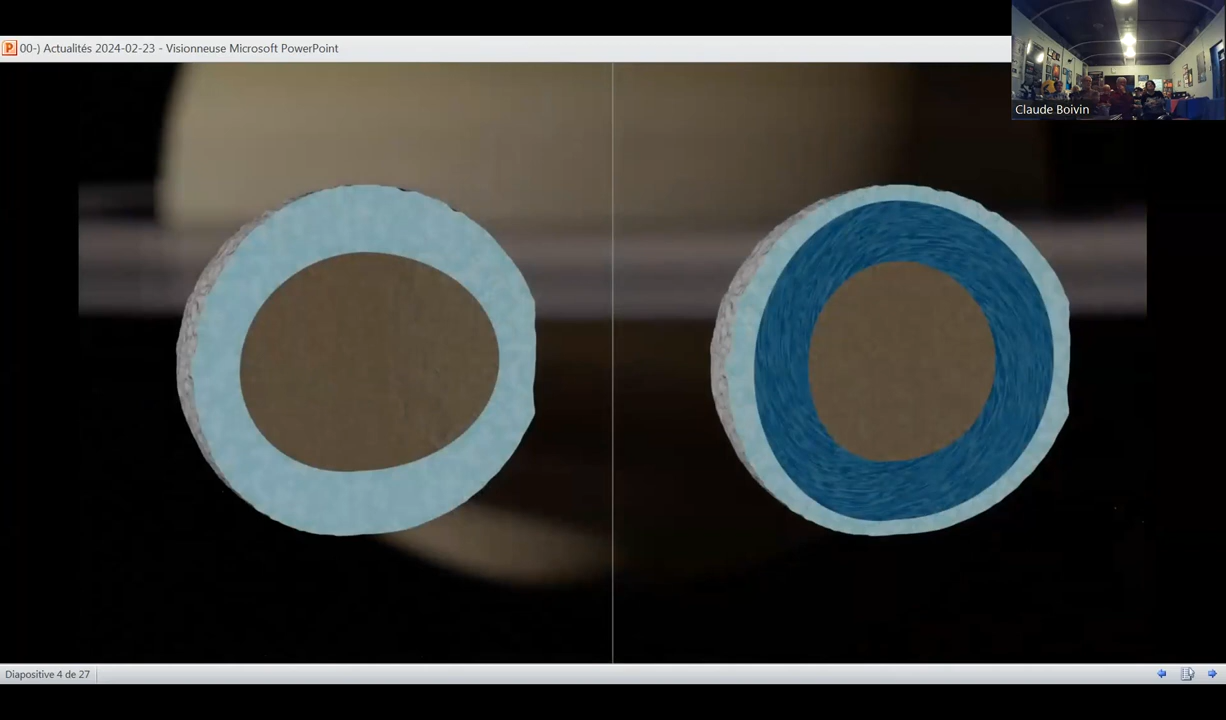 00-) Actualités 2024-02-23 - Visionneuse Microsoft PowerPoint
Claude Boivin
Diapositive 4 de 27